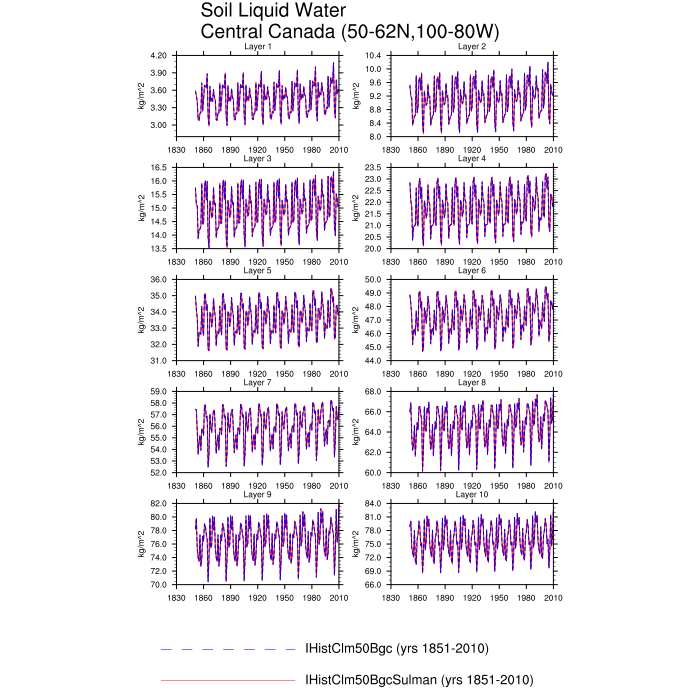 Soil Liquid Water
Central Canada (50-62N,100-80W)
Layer 1
4.20
3.90
3.60
3.30
3.00
kg/m^2
1830 1860 1890 1920 1950 1980 2010
Layer 2
10.4
10.0
9.6
9.2
8.8
8.4
8.0
kg/m^2
1830 1860 1890 1920 1950 1980 2010
Layer 3
16.5
16.0
15.5
15.0
14.5
14.0
13.5
kg/m^2
1830 1860 1890 1920 1950 1980 2010
Layer 4
23.5
23.0
22.5
22.0
21.5
21.0
20.5
20.0
kg/m^2
1830 1860 1890 1920 1950 1980 2010
Layer 5
36.0
35.0
34.0
33.0
32.0
31.0
kg/m^2
1830 1860 1890 1920 1950 1980 2010
Layer 6
50.0
49.0
48.0
47.0
46.0
45.0
44.0
kg/m^2
1830 1860 1890 1920 1950 1980 2010
Layer 7
59.0
58.0
57.0
56.0
55.0
54.0
53.0
52.0
kg/m^2
1830 1860 1890 1920 1950 1980 2010
Layer 8
68.0
66.0
64.0
62.0
60.0
kg/m^2
1830 1860 1890 1920 1950 1980 2010
Layer 9
82.0
80.0
78.0
76.0
74.0
72.0
70.0
kg/m^2
1830 1860 1890 1920 1950 1980 2010
Layer 10
84.0
81.0
78.0
75.0
72.0
69.0
66.0
kg/m^2
1830 1860 1890 1920 1950 1980 2010
IHistClm50Bgc (yrs 1851-2010)
IHistClm50BgcSulman (yrs 1851-2010)